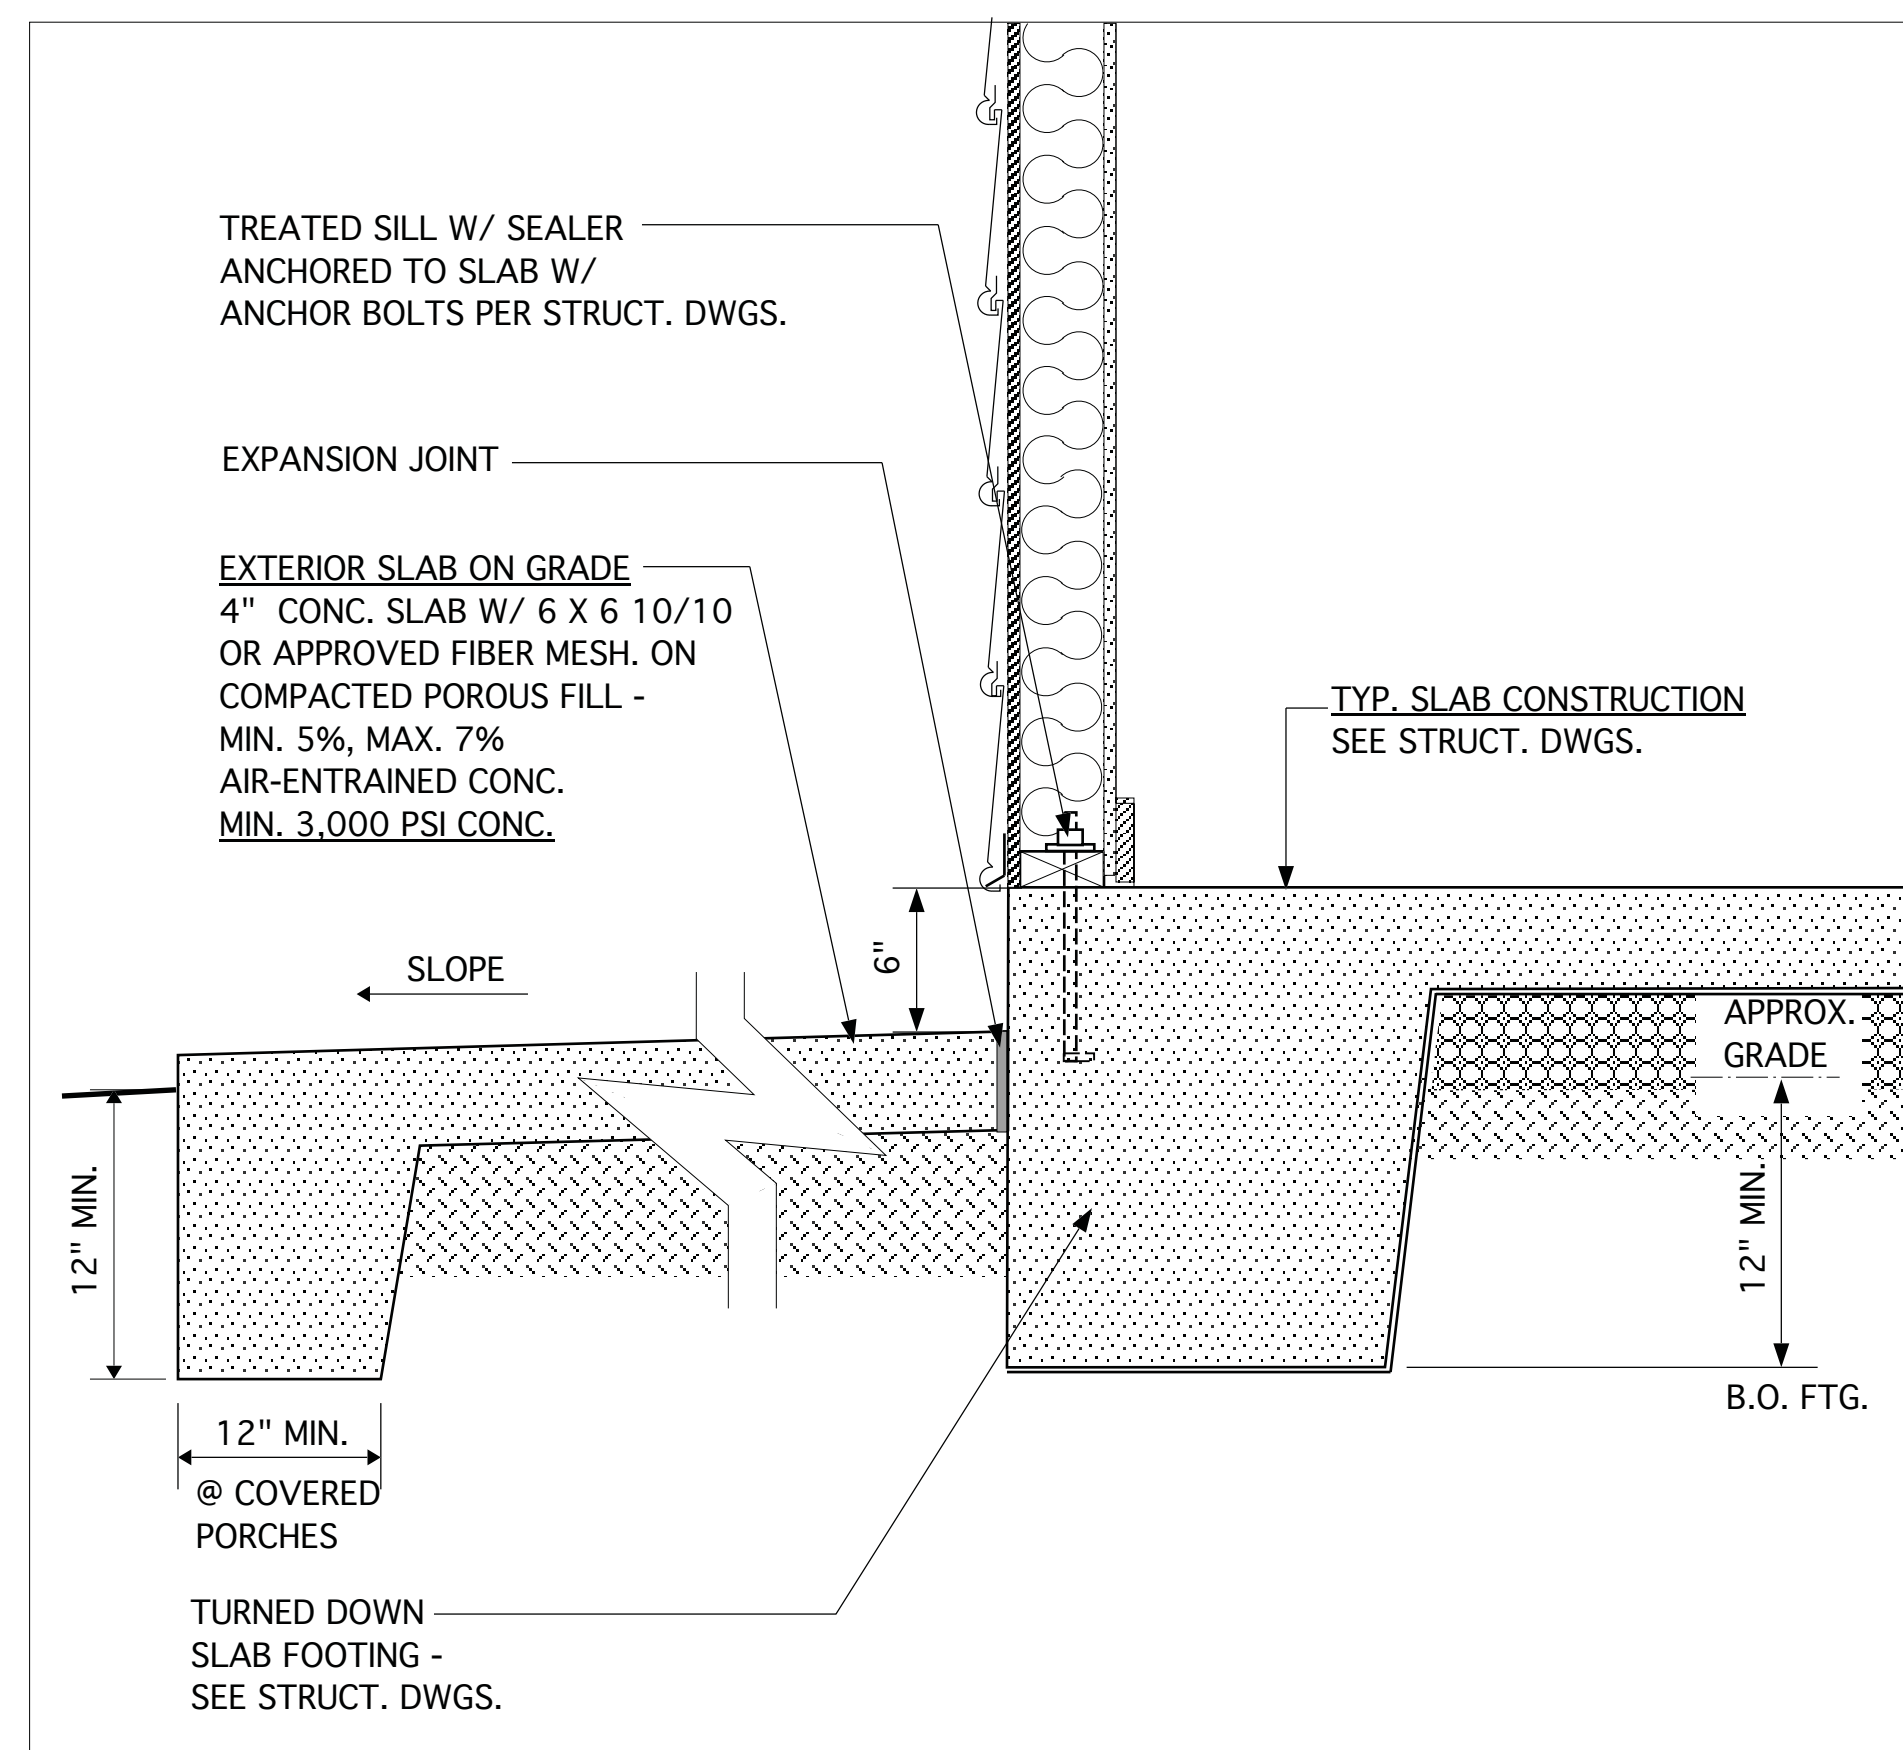 TREATED SILL W/ SEALER
ANCHORED TO SLAB W/
ANCHOR BOLTS PER STRUCT. DWGS.
EXPANSION JOINT
EXTERIOR SLAB ON GRADE
4" CONC. SLAB W/ 6 X 6 10/10
OR APPROVED FIBER MESH. ON
COMPACTED POROUS FILL -
MIN. 5%, MAX. 7%
AIR-ENTRAINED CONC.
MIN. 3,000 PSI CONC.
TYP. SLAB CONSTRUCTION
SEE STRUCT. DWGS.
6"
SLOPE
APPROX.
GRADE
12" MIN.
12" MIN.
B.O. FTG.
12" MIN.
@ COVERED
PORCHES
TURNED DOWN
SLAB FOOTING -
SEE STRUCT. DWGS.